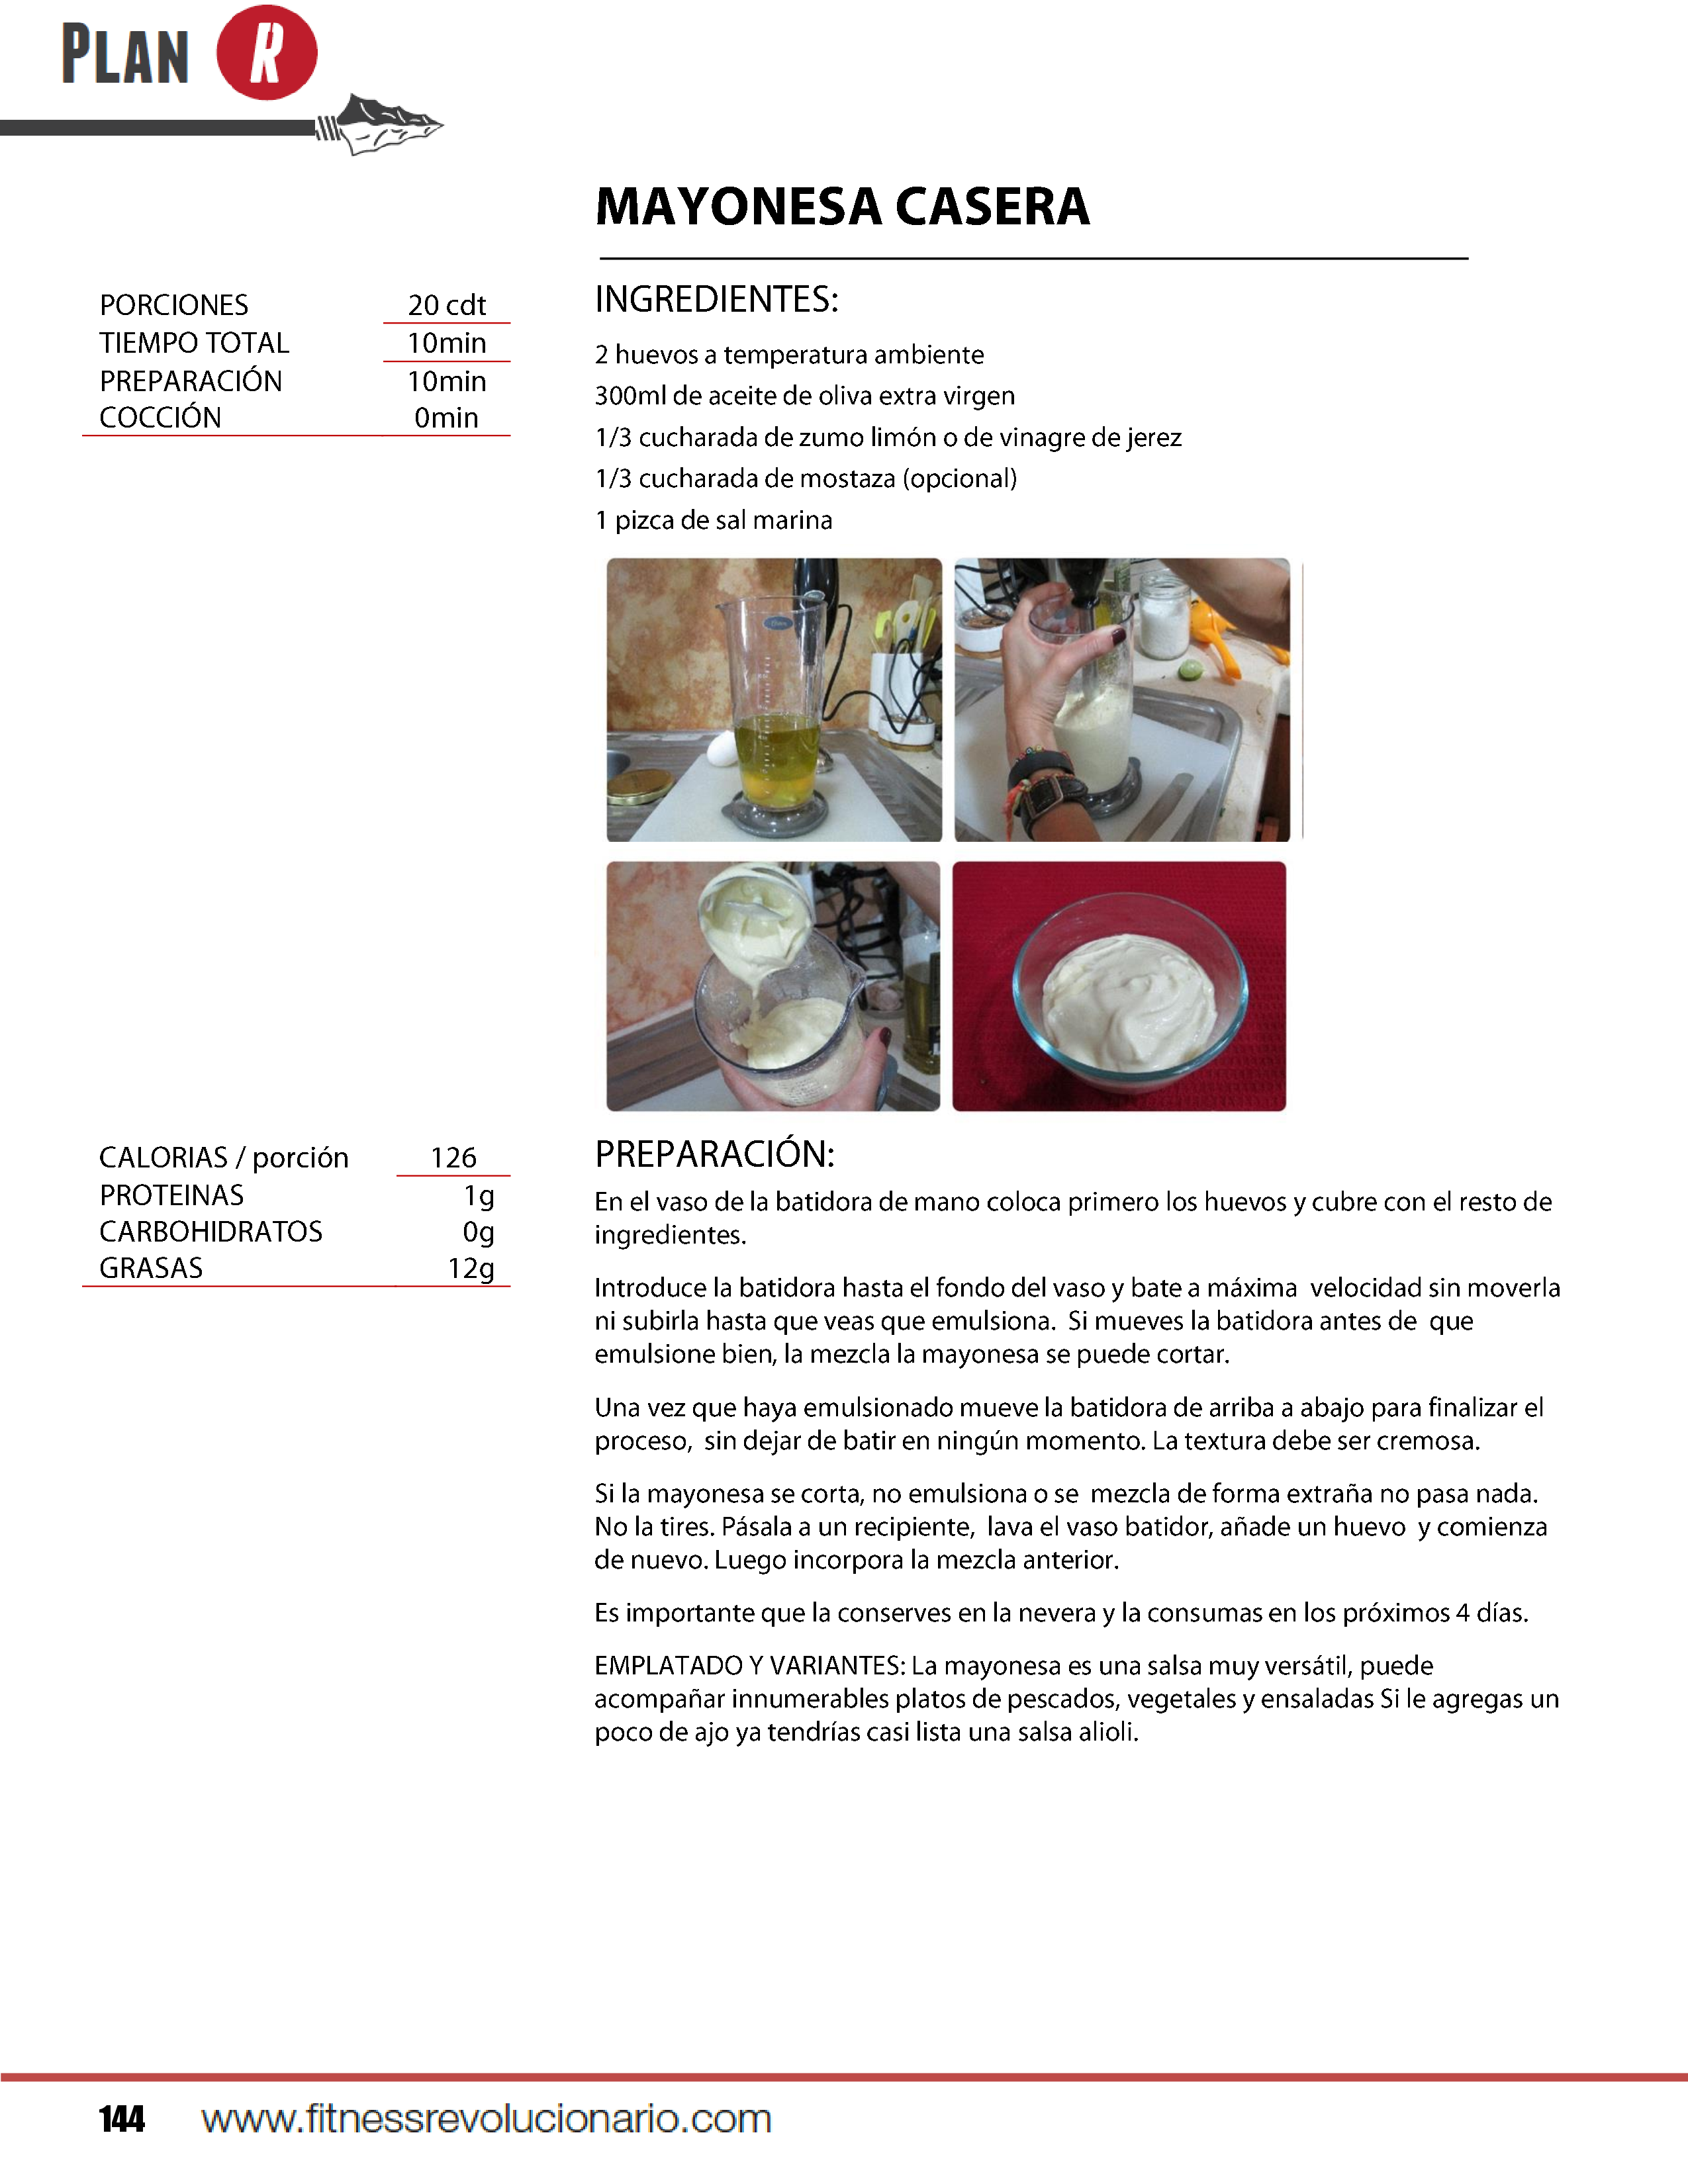 PLAN R
MAYONESA CASERA
PORCIONES 20 cdt
TIEMPO TOTAL 10min
PREPARACIÓN 10min
COCCIÓN 0min
INGREDIENTES:
2 huevos a temperatura ambiente
300ml de aceite de oliva extra virgen
1/3 cucharada de zumo limón o de vinagre de jerez
1/3 cucharada de mostaza (opcional)
1 pizca de sal marina
CALORIAS / porción 126
PROTEINAS 1g
CARBOHIDRATOS 0g
GRASAS 12g
PREPARACIÓN:
En el vaso de la batidora de mano coloca primero los huevos y cubre con el resto de
ingredientes.
Introduce la batidora hasta el fondo del vaso y bate a máxima velocidad sin moverla
ni subirla hasta que veas que emulsiona. Si mueves la batidora antes de que
emulsione bien, la mezcla la mayonesa se puede cortar.
Una vez que haya emulsionado mueve la batidora de arriba a abajo para finalizar el
proceso, sin dejar de batir en ningún momento. La textura debe ser cremosa.
Si la mayonesa se corta, no emulsiona o se mezcla de forma extraña no pasa nada.
No la tires. Pásala a un recipiente, lava el vaso batidor, añade un huevo y comienza
de nuevo. Luego incorpora la mezcla anterior.
Es importante que la conserves en la nevera y la consumas en los próximos 4 días.
EMPLATADO Y VARIANTES: La mayonesa es una salsa muy versátil, puede
acompañar innumerables platos de pescados, vegetales y ensaladas Si le agregas un
poco de ajo ya tendrías casi lista una salsa alioli.
144 www.fitnessrevolucionario.com